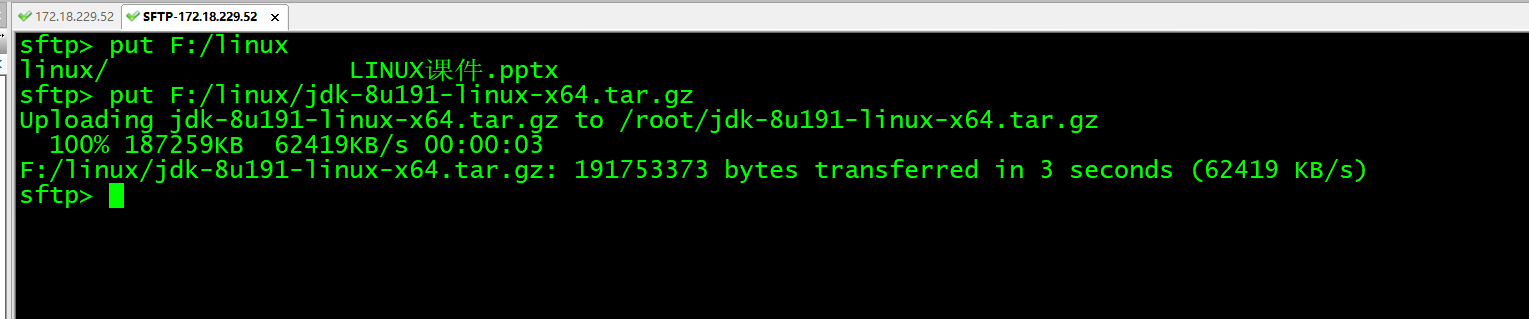 172.18.229.52 SFTP-172.18.229.52 ×
sftp> put F:/linux
linux/ LINUX课件.pptx
sftp> put F:/linux/jdk-8u191-linux-x64.tar.gz
Uploading jdk-8u191-linux-x64.tar.gz to /root/jdk-8u191-linux-x64.tar.gz
100% 187259KB 62419KB/s 00:00:03
F:/linux/jdk-8u191-linux-x64.tar.gz: 191753373 bytes transferred in 3 seconds (62419 KB/s)
sftp>